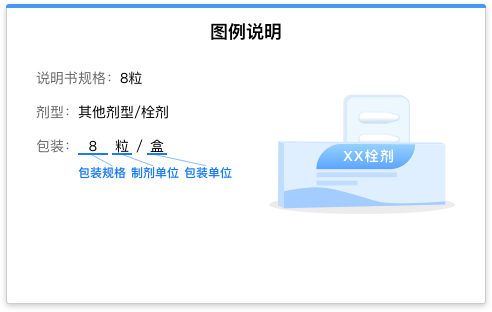 图例说明
说明书规格：8粒
剂型：其他剂型/栓剂
包装：8 粒 / 盒
包装规格 制剂单位 包装单位
XX栓剂